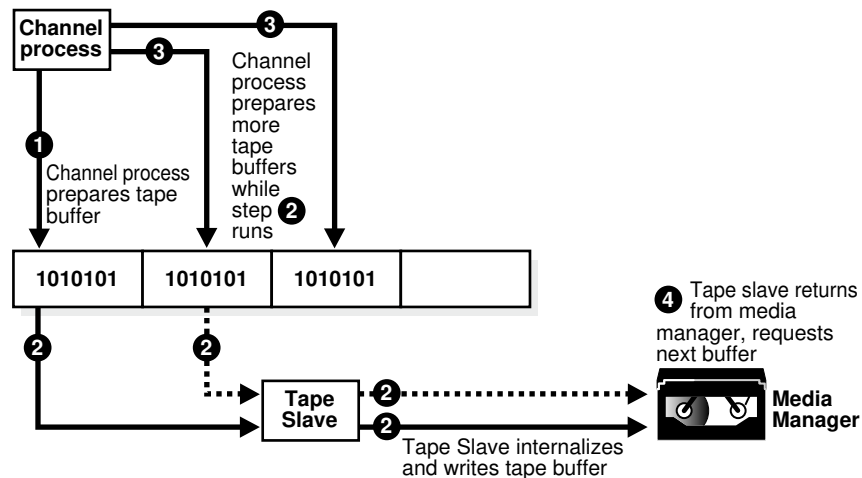 Channel
process
3
3
1
Channel process
prepares tape
buffer
Channel
process
prepares
more
tape
buffers
while
step 2
runs
1010101
1010101
1010101
2
2
Tape
Slave
2
2
Tape Slave internalizes
and writes tape buffer
4 Tape slave returns
from media
manager, requests
next buffer
Media
Manager